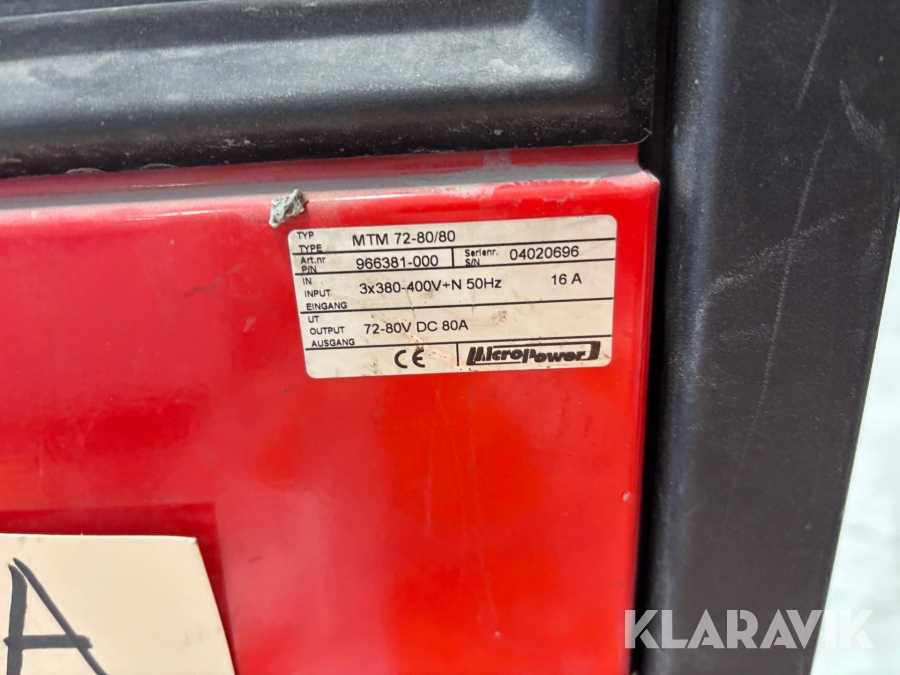 TYP
TYPE MTM 72-80/80
Art.nr
P/N 966381-000 Serienr.
S/N 04020696
IN
INPUT 3x380-400V+N 50Hz 16 A
EINGANG
UT
OUTPUT 72-80V DC 80A
AUSGANG
CE MicroPower
A
KLARAVIK